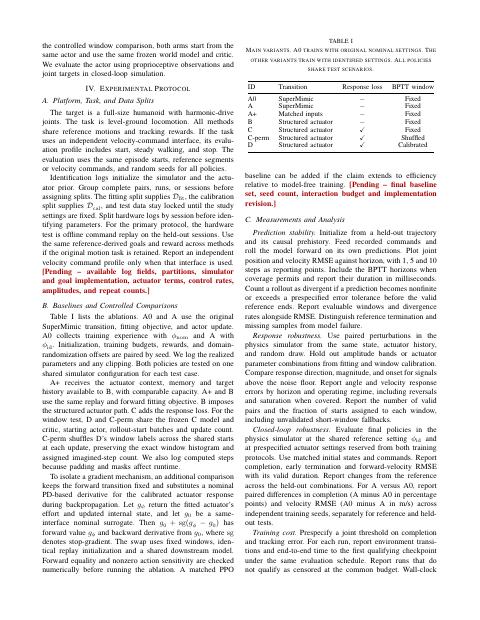 the controlled window comparison, both arms start from the
same actor and use the same frozen world model and critic.
We evaluate the actor using proprioceptive observations and
joint targets in closed-loop simulation.
IV. EXPERIMENTAL PROTOCOL
A. Platform, Task, and Data Splits
The target is a full-size humanoid with harmonic-drive
joints. The task is level-ground locomotion. All methods
share reference motions and tracking rewards. If the task
uses an independent velocity-command interface, its evalu-
ation profile includes start, steady walking, and stop. The
evaluation uses the same episode starts, reference segments
or velocity commands, and random seeds for all policies.
Identification logs initialize the simulator and the actu-
ator prior. Group complete pairs, runs, or sessions before
assigning splits. The fitting split supplies D_fit, the calibration
split supplies D_cal, and test data stay locked until the study
settings are fixed. Split hardware logs by session before iden-
tifying parameters. For the primary protocol, the hardware
test is offline command replay on the held-out sessions. Use
the same reference-derived goals and reward across methods
if the original motion task is retained. Report an independent
velocity command profile only when that interface is used.
[Pending – available log fields, partitions, simulator
and goal implementation, actuator terms, control rates,
amplitudes, and repeat counts.]
B. Baselines and Controlled Comparisons
Table I lists the ablations. A0 and A use the original
SuperMimic transition, fitting objective, and actor update.
A0 collects training experience with ϕ_nom and A with
ϕ_id. Initialization, training budgets, rewards, and domain-
randomization offsets are paired by seed. We log the realized
parameters and any clipping. Both policies are tested on one
shared simulator configuration for each test case.
A+ receives the actuator context, memory and target
history available to B, with comparable capacity. A+ and B
use the same replay and forward fitting objective. B imposes
the structured actuator path. C adds the response loss. For the
window test, D and C-perm share the frozen C model and
critic, starting actor, rollout-start batches and update count.
C-perm shuffles D's window labels across the shared starts
at each update, preserving the exact window histogram and
assigned imagined-step count. We also log computed steps
because padding and masks affect runtime.
To isolate a gradient mechanism, an additional comparison
keeps the forward transition fixed and substitutes a nominal
PD-based derivative for the calibrated actuator response
during backpropagation. Let g_θ return the fitted actuator's
effort and updated internal state, and let g_0 be a same-
interface nominal surrogate. Then g_0 + sg(g_θ − g_0) has
forward value g_θ and backward derivative from g_0, where sg
denotes stop-gradient. The swap uses fixed windows, iden-
tical replay initialization and a shared downstream model.
Forward equality and nonzero action sensitivity are checked
numerically before running the ablation. A matched PPO
TABLE I
MAIN VARIANTS. A0 TRAINS WITH ORIGINAL NOMINAL SETTINGS. THE
OTHER VARIANTS TRAIN WITH IDENTIFIED SETTINGS. ALL POLICIES
SHARE TEST SCENARIOS.
ID Transition Response loss BPTT window
A0 SuperMimic – Fixed
A SuperMimic – Fixed
A+ Matched inputs – Fixed
B Structured actuator – Fixed
C Structured actuator ✓ Fixed
C-perm Structured actuator ✓ Shuffled
D Structured actuator ✓ Calibrated
baseline can be added if the claim extends to efficiency
relative to model-free training. [Pending – final baseline
set, seed count, interaction budget and implementation
revision.]
C. Measurements and Analysis
Prediction stability. Initialize from a held-out trajectory
and its causal prehistory. Feed recorded commands and
roll the model forward on its own predictions. Plot joint
position and velocity RMSE against horizon, with 1, 5 and 10
steps as reporting points. Include the BPTT horizons when
coverage permits and report their duration in milliseconds.
Count a rollout as divergent if a prediction becomes nonfinite
or exceeds a prespecified error tolerance before the valid
reference ends. Report evaluable windows and divergence
rates alongside RMSE. Distinguish reference termination and
missing samples from model failure.
Response robustness. Use paired perturbations in the
physics simulator from the same state, actuator history,
and random draw. Hold out amplitude bands or actuator
parameter combinations from fitting and window calibration.
Compare response direction, magnitude, and onset for signals
above the noise floor. Report angle and velocity response
errors by horizon and operating regime, including reversals
and saturation when covered. Report the number of valid
pairs and the fraction of starts assigned to each window,
including unvalidated short-window fallbacks.
Closed-loop robustness. Evaluate final policies in the
physics simulator at the shared reference setting ϕ_id and
at prespecified actuator settings reserved from both training
protocols. Use matched initial states and commands. Report
completion, early termination and forward-velocity RMSE
with its valid duration. Report changes from the reference
across the held-out combinations. For A versus A0, report
paired differences in completion (A minus A0 in percentage
points) and velocity RMSE (A0 minus A in m/s) across
independent training seeds, separately for reference and held-
out tests.
Training cost. Prespecify a joint threshold on completion
and tracking error. For each run, report environment transi-
tions and end-to-end time to the first qualifying checkpoint
under the same evaluation schedule. Report runs that do
not qualify as censored at the common budget. Wall-clock